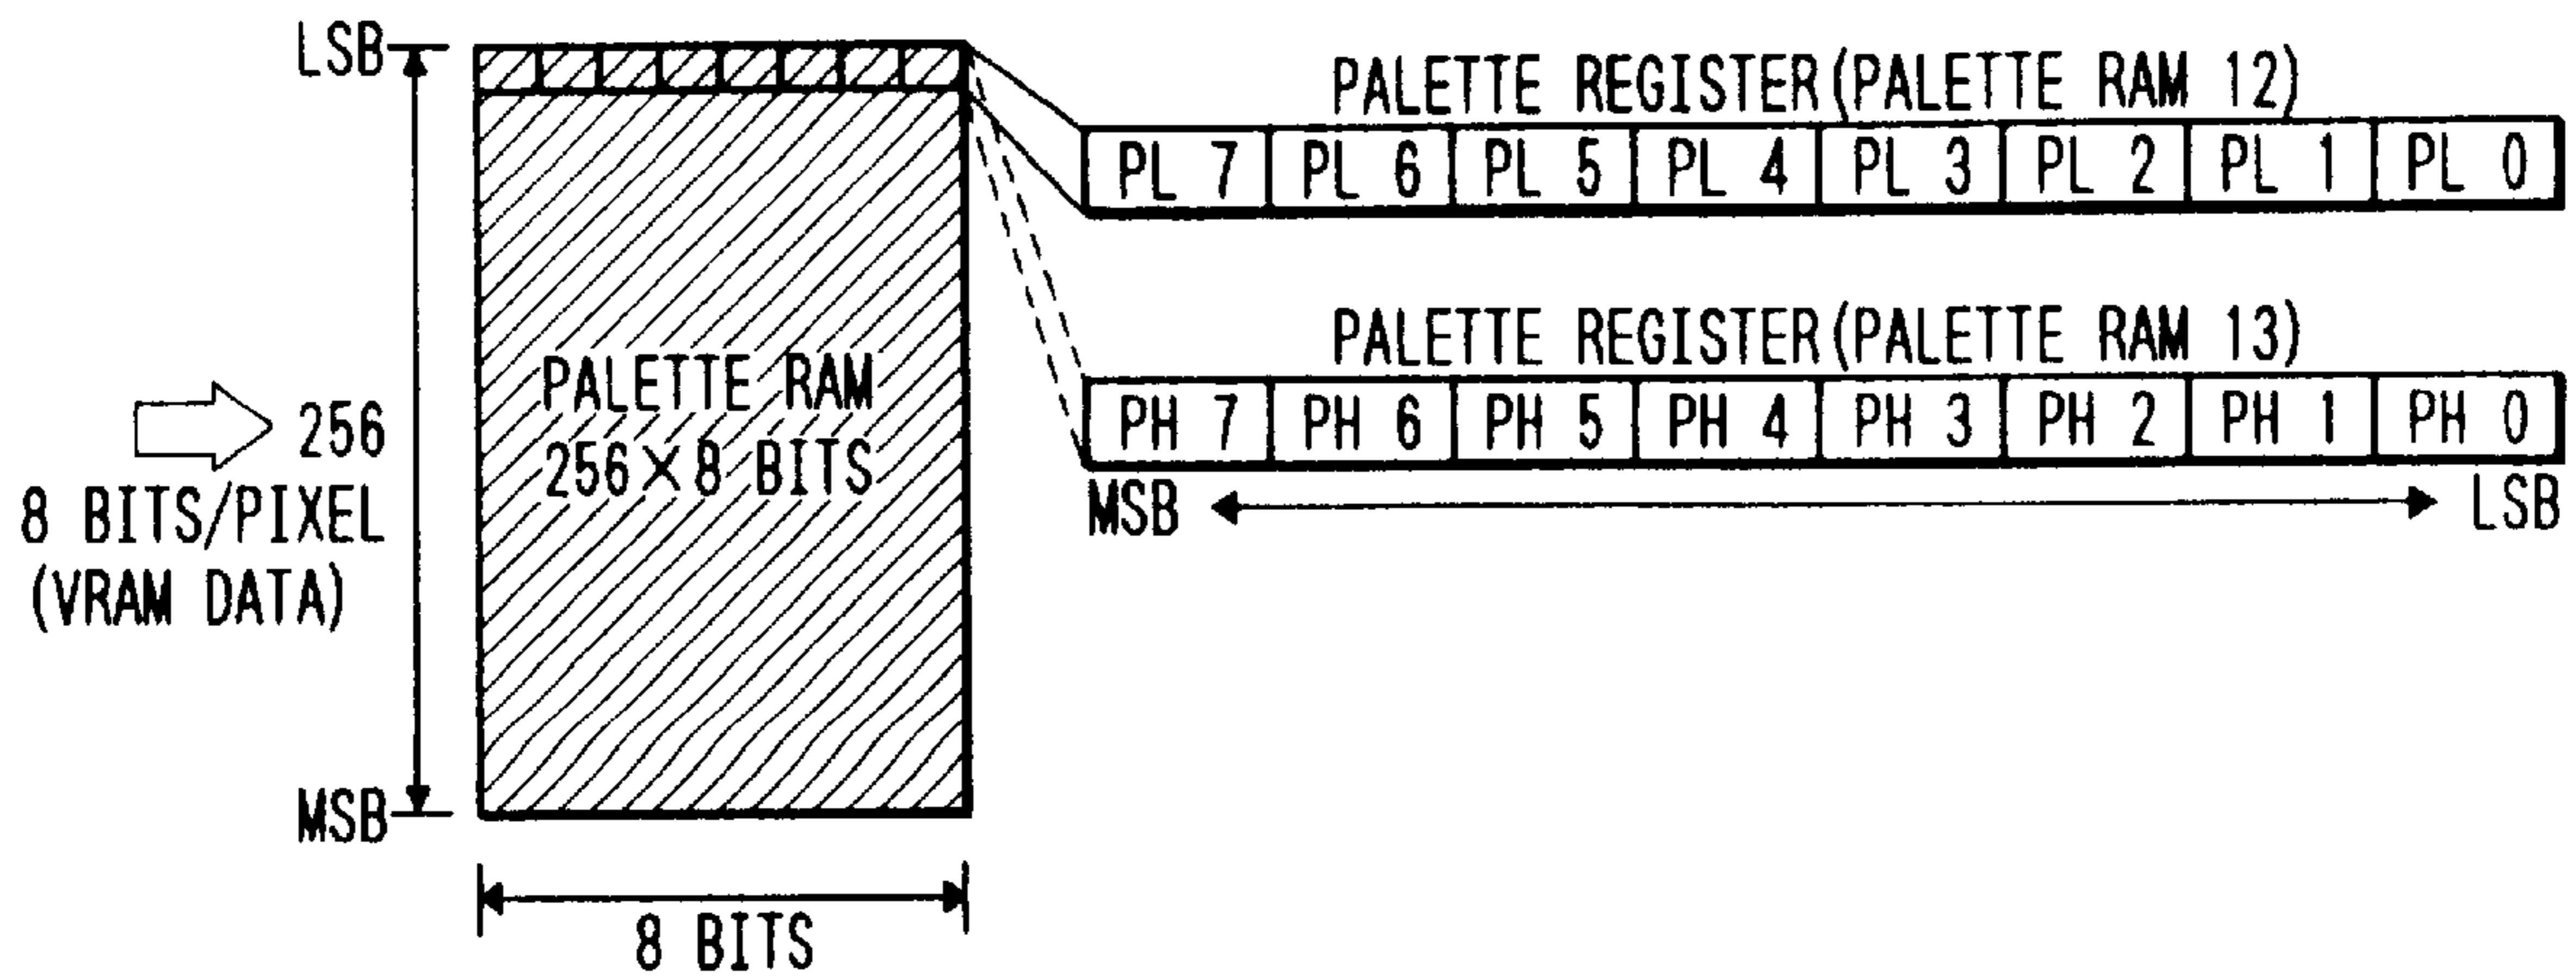 LSB
PALETTE REGISTER(PALETTE RAM 12)
PL 7 PL 6 PL 5 PL 4 PL 3 PL 2 PL 1 PL 0
PALETTE REGISTER(PALETTE RAM 13)
PH 7 PH 6 PH 5 PH 4 PH 3 PH 2 PH 1 PH 0
MSB LSB
PALETTE RAM
256×8 BITS
256
8 BITS/PIXEL
(VRAM DATA)
MSB
8 BITS